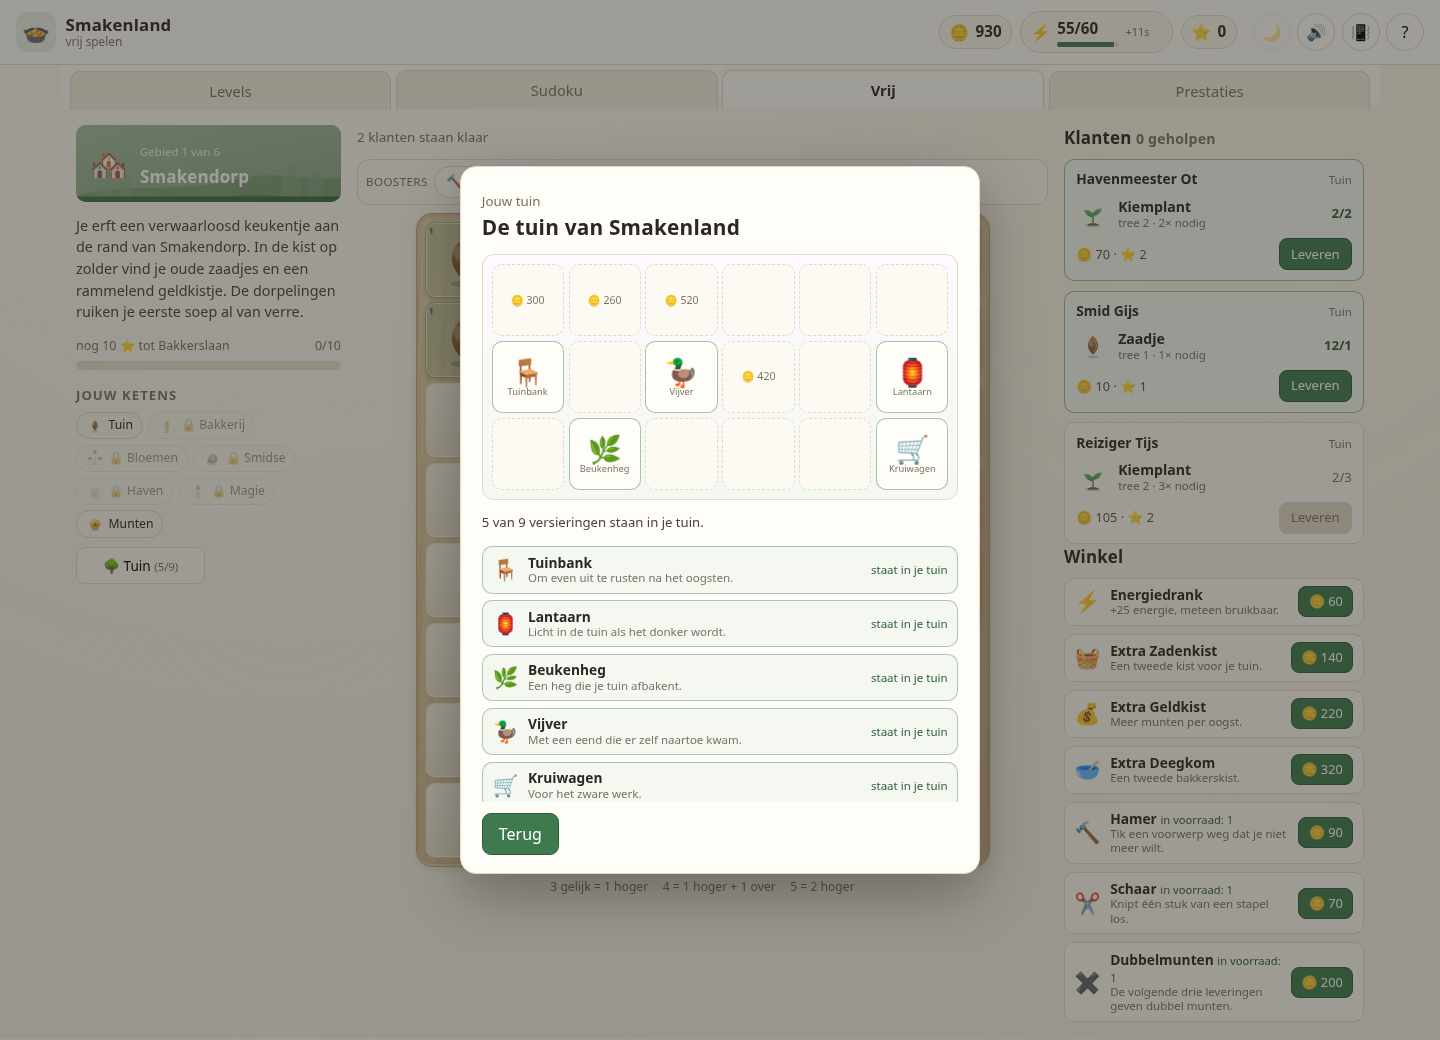 Smakenland
vrij spelen
930
55/60
+11s
0
?
Levels
Sudoku
Vrij
Prestaties
Gebied 1 van 6
Smakendorp
Je erft een verwaarloosd keukentje aan
de rand van Smakendorp. In de kist op
zolder vind je oude zaadjes en een
rammelend geldkistje. De dorpelingen
ruiken je eerste soep al van verre.
nog 10 ⭐ tot Bakkerslaan
0/10
JOUW KETENS
Tuin
Bakkerij
Bloemen
Smidse
Haven
Magie
Munten
Tuin (5/9)
2 klanten staan klaar
BOOSTERS
1
1
Jouw tuin
De tuin van Smakenland
300
260
520
Tuinbank
Vijver
420
Lantaarn
Beukenheg
Kruiwagen
5 van 9 versieringen staan in je tuin.
Tuinbank
Om even uit te rusten na het oogsten.
staat in je tuin
Lantaarn
Licht in de tuin als het donker wordt.
staat in je tuin
Beukenheg
Een heg die je tuin afbakent.
staat in je tuin
Vijver
Met een eend die er zelf naartoe kwam.
staat in je tuin
Kruiwagen
Voor het zware werk.
staat in je tuin
Terug
3 gelijk = 1 hoger
4 = 1 hoger + 1 over
5 = 2 hoger
Klanten 0 geholpen
Havenmeester Ot
Tuin
Kiemplant
tree 2 · 2× nodig
2/2
70 · ⭐ 2
Leveren
Smid Gijs
Tuin
Zaadje
tree 1 · 1× nodig
12/1
10 · ⭐ 1
Leveren
Reiziger Tijs
Tuin
Kiemplant
tree 2 · 3× nodig
2/3
105 · ⭐ 2
Leveren
Winkel
Energiedrank
+25 energie, meteen bruikbaar.
60
Extra Zadenkist
Een tweede kist voor je tuin.
140
Extra Geldkist
Meer munten per oogst.
220
Extra Deegkom
Een tweede bakkerskist.
320
Hamer in voorraad: 1
Tik een voorwerp weg dat je niet
meer wilt.
90
Schaar in voorraad: 1
Knipt één stuk van een stapel
los.
70
Dubbelmunten in voorraad:
1
De volgende drie leveringen
geven dubbel munten.
200